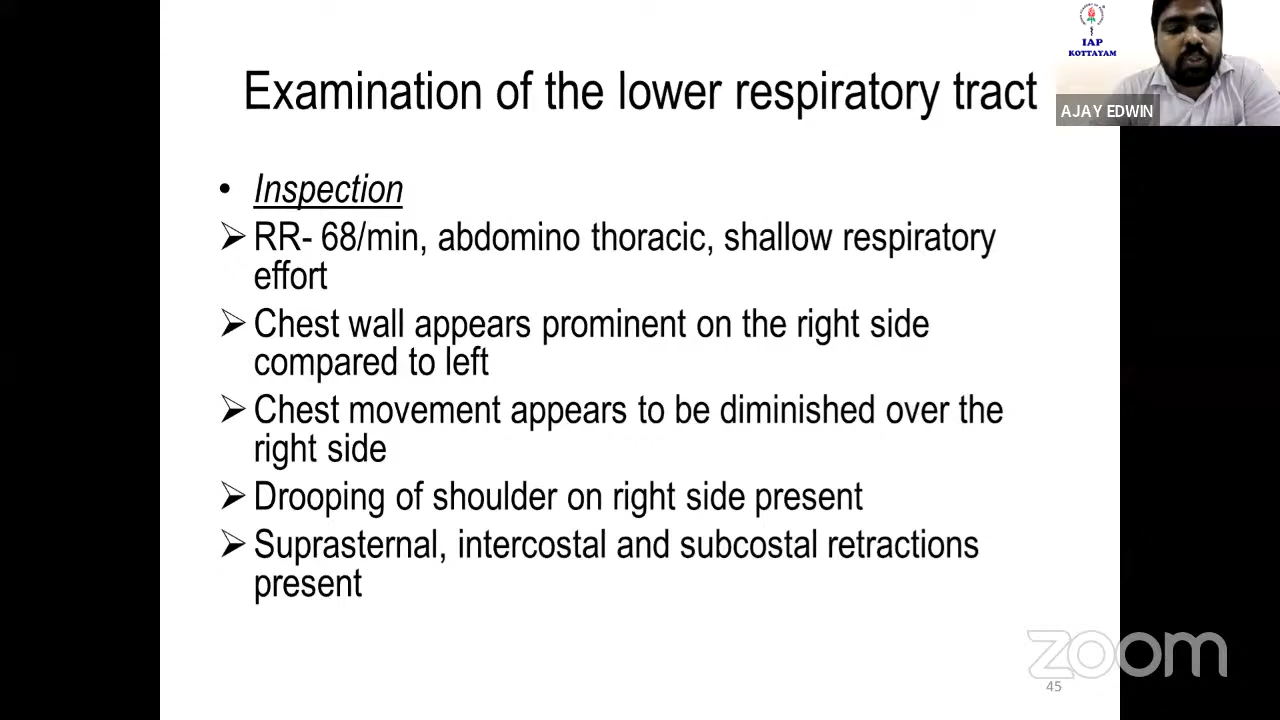 IAP
KOTTAYAM
AJAY EDWIN
Examination of the lower respiratory tract
• Inspection
➢ RR- 68/min, abdomino thoracic, shallow respiratory
effort
➢ Chest wall appears prominent on the right side
compared to left
➢ Chest movement appears to be diminished over the
right side
➢ Drooping of shoulder on right side present
➢ Suprasternal, intercostal and subcostal retractions
present
zoom
45